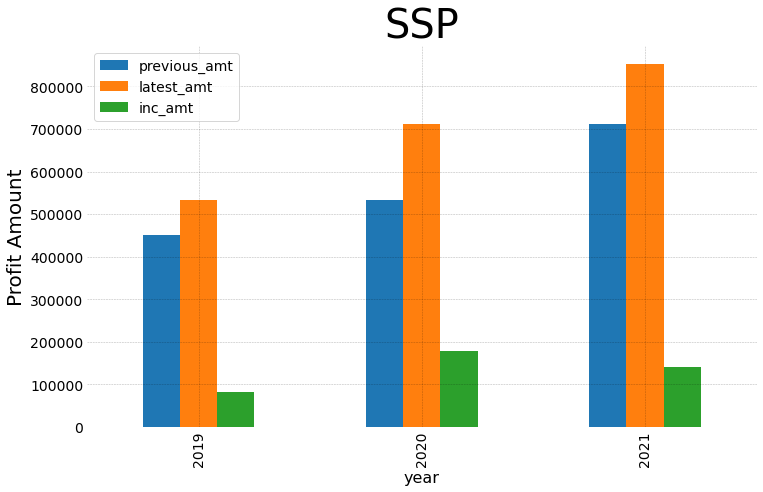 SSP
previous_amt
latest_amt
inc_amt
Profit Amount
800000
700000
600000
500000
400000
300000
200000
100000
0
2019
2020
2021
year